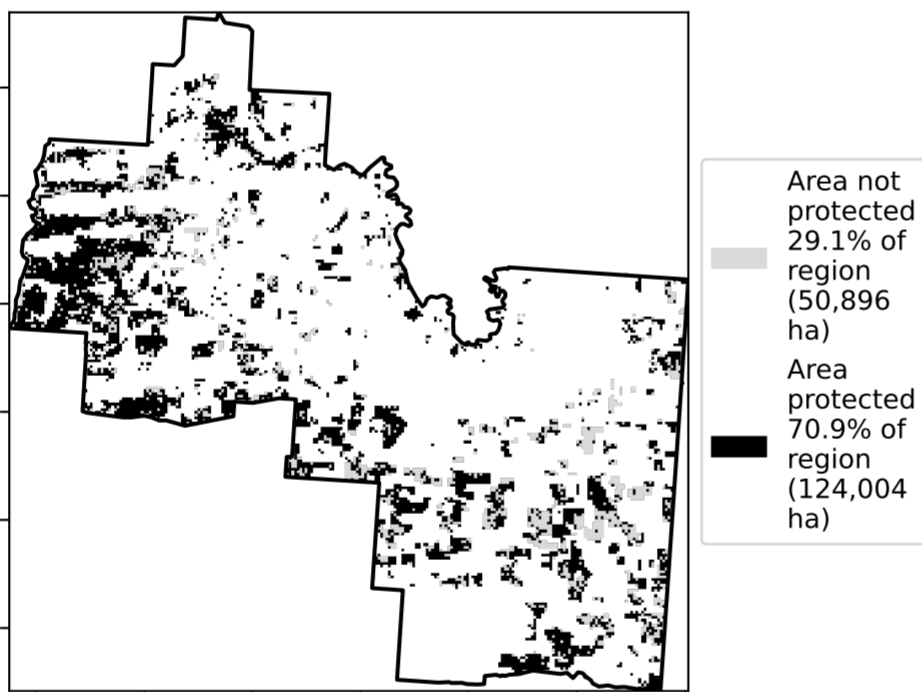 Area not
protected
29.1% of
region
(50,896
ha)
Area
protected
70.9% of
region
(124,004
ha)